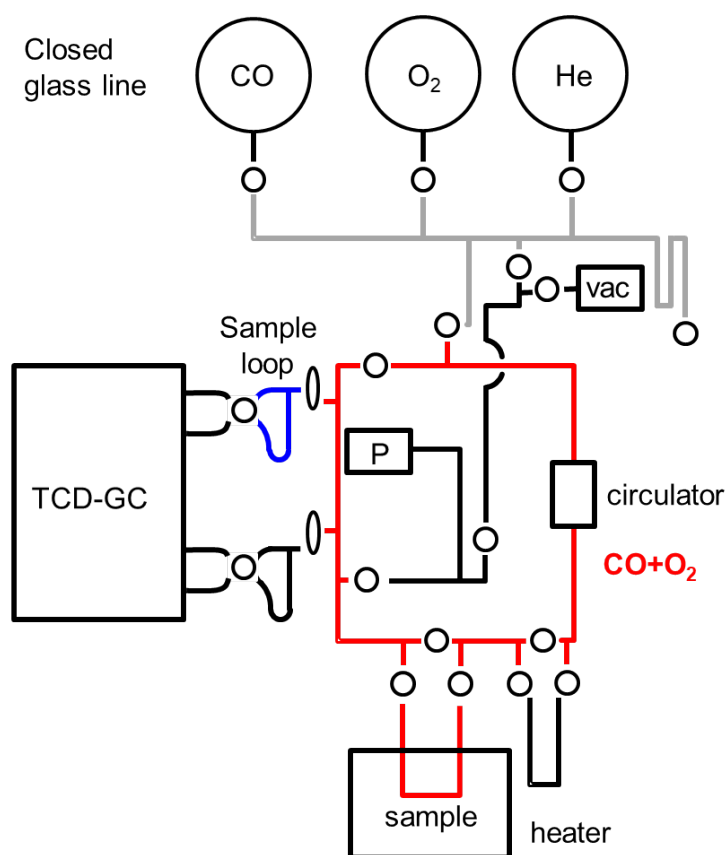 Closed
glass line
CO
O₂
He
vac
Sample
loop
P
TCD-GC
circulator
CO+O₂
sample
heater